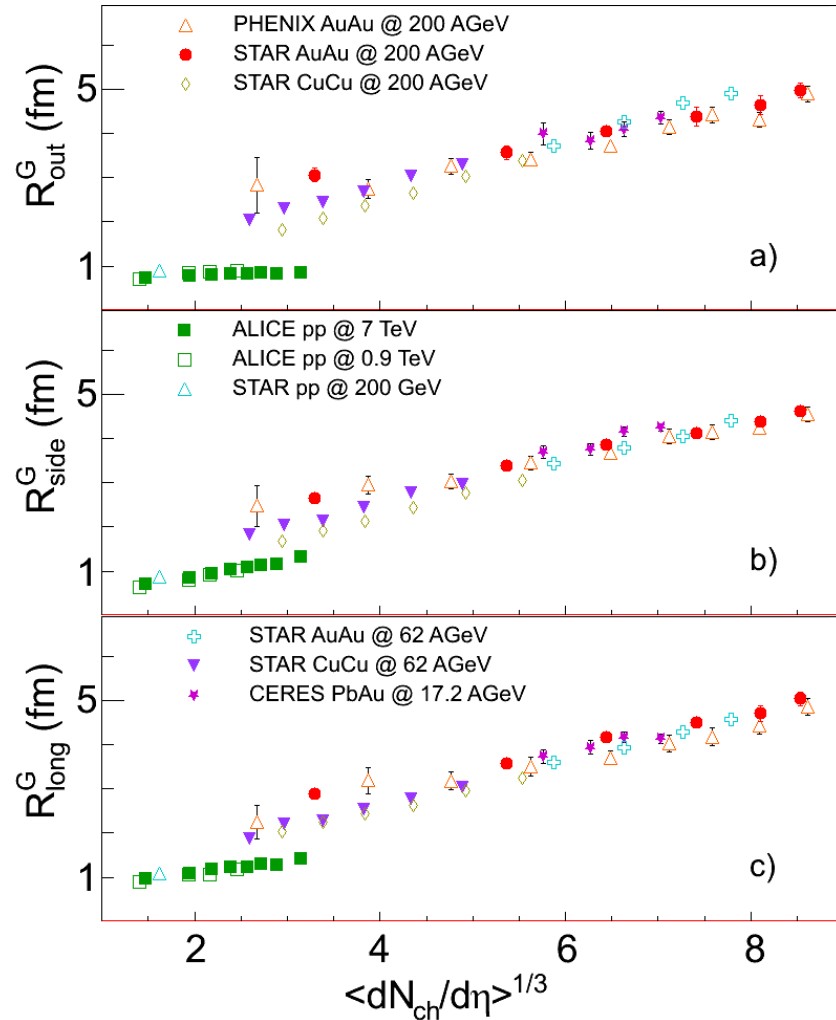 PHENIX AuAu @ 200 AGeV
STAR AuAu @ 200 AGeV
STAR CuCu @ 200 AGeV
5
R^G_out (fm)
1
a)
ALICE pp @ 7 TeV
ALICE pp @ 0.9 TeV
STAR pp @ 200 GeV
5
R^G_side (fm)
1
b)
STAR AuAu @ 62 AGeV
STAR CuCu @ 62 AGeV
CERES PbAu @ 17.2 AGeV
5
R^G_long (fm)
1
c)
2 4 6 8
<dN_ch/dη>^1/3